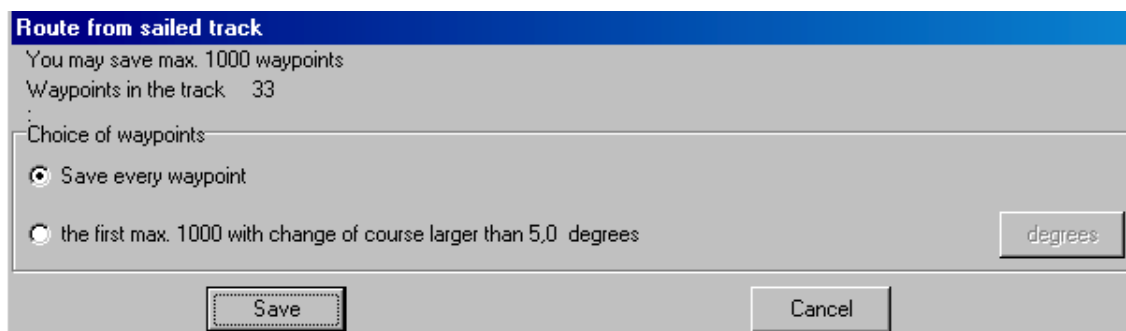 Route from sailed track
You may save max. 1000 waypoints
Waypoints in the track 33
:
Choice of waypoints
Save every waypoint
the first max. 1000 with change of course larger than 5,0 degrees
degrees
Save
Cancel